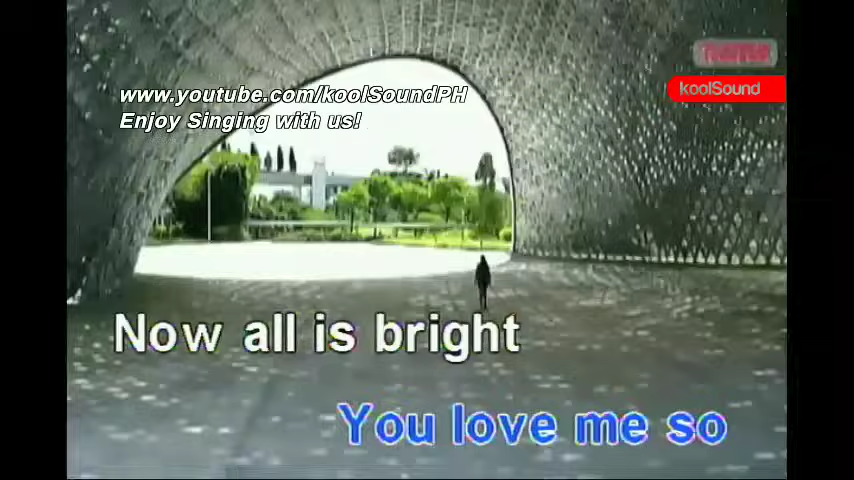 koolSound
www.youtube.com/koolSoundPH
Enjoy Singing with us!
Now all is bright
You love me so